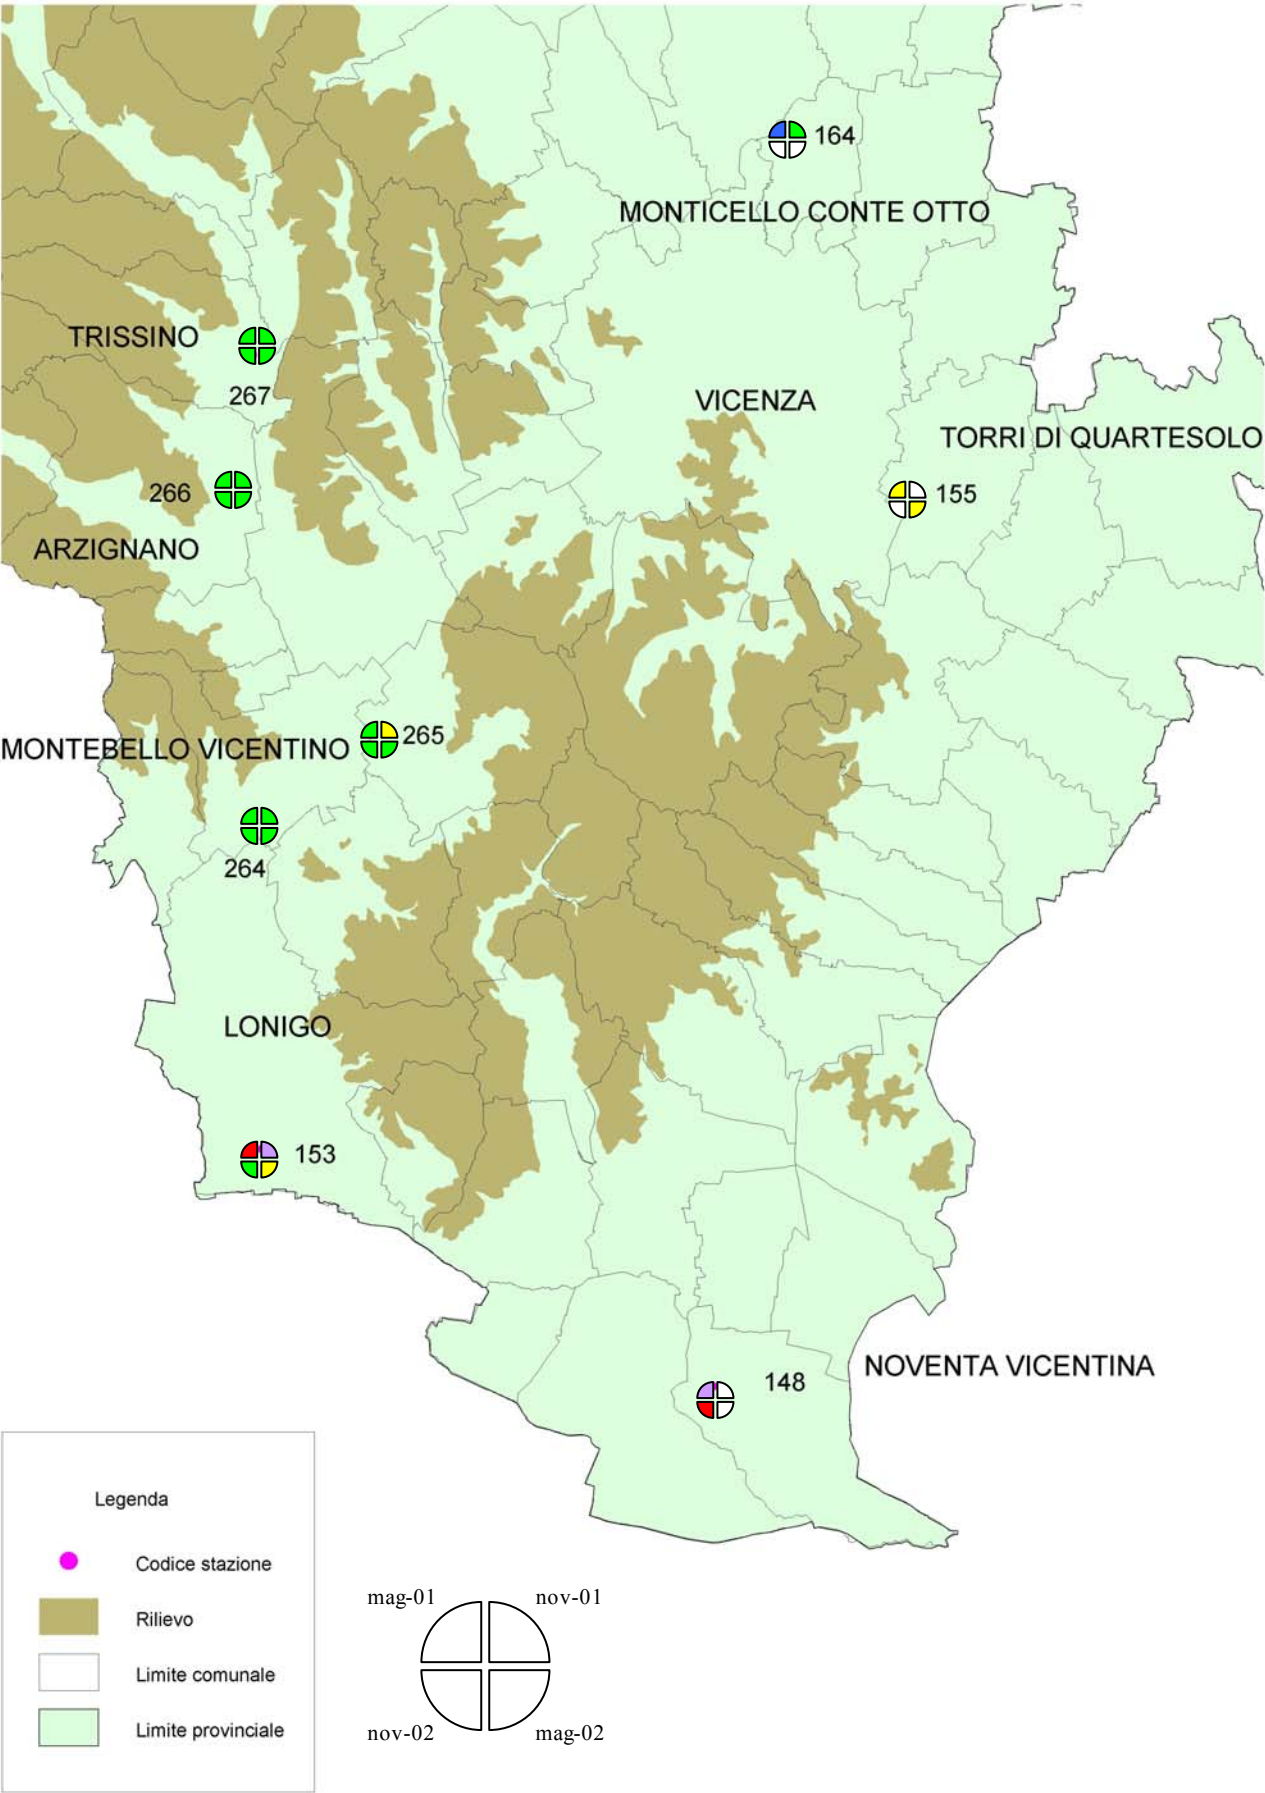 164
MONTICELLO CONTE OTTO
TRISSINO
267
VICENZA
TORRI DI QUARTESOLO
266
155
ARZIGNANO
MONTEBELLO VICENTINO
265
264
LONIGO
153
NOVENTA VICENTINA
148
Legenda
Codice stazione
Rilievo
Limite comunale
Limite provinciale
mag-01
nov-01
nov-02
mag-02